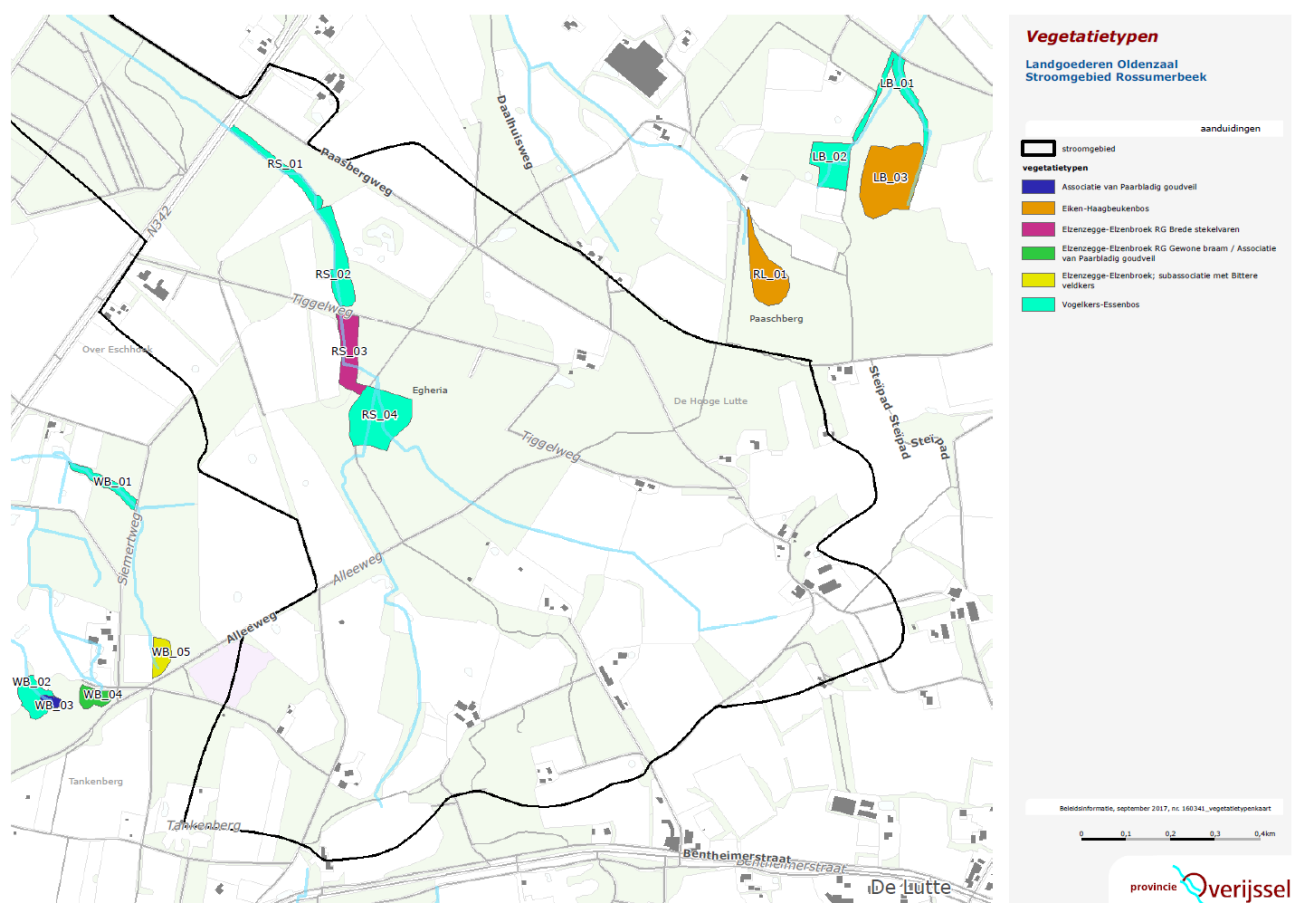 Vegetatietypen
Landgoederen Oldenzaal
Stroomgebied Rossumerbeek
aanduidingen
stroomgebied
vegetatietypen
Associatie van Paarbladig goudveil
Eiken-Haagbeukenbos
Elzenzegge-Elzenbroek RG Brede stekelvaren
Elzenzegge-Elzenbroek RG Gewone braam / Associatie
van Paarbladig goudveil
Elzenzegge-Elzenbroek; subassociatie met Bittere
veldkers
Vogelkers-Essenbos
LB_01
Daalhuisweg
LB_02
RS_01
Paasbergweg
LB_03
N342
RS_02
RL_01
Tiggelweg
Paaschberg
Over Eschhoek
RS_03
Egheria
De Hooge Lutte
Steipad
Steipad
Steipad
RS_04
Tiggelweg
WB_01
Siemertweg
Alleeweg
Alleeweg
WB_05
WB_02
WB_04
WB_03
Tankenberg
Tankenberg
Bentheimerstraat
Bentheimerstraat
De Lutte
Beleidsinformatie, september 2017, nr. 160341_vegetatietypenkaart
0 0,1 0,2 0,3 0,4km
provincie Overijssel